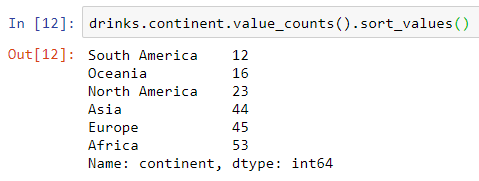 In [12]: drinks.continent.value_counts().sort_values()
Out[12]: South America    12
Oceania          16
North America    23
Asia             44
Europe           45
Africa           53
Name: continent, dtype: int64